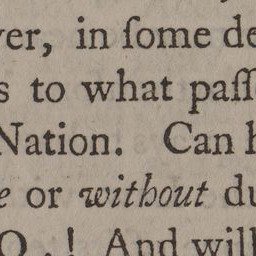 ver, in ſome de
s to what paſſ
Nation. Can h
e or without du
O..! And will